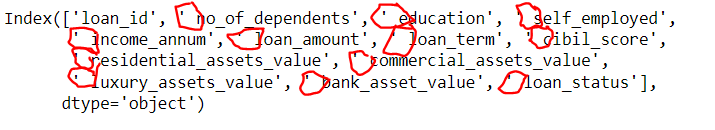 Index(['loan_id', ' no_of_dependents', ' education', ' self_employed',
' income_annum', ' loan_amount', ' loan_term', ' cibil_score',
' residential_assets_value', ' commercial_assets_value',
' luxury_assets_value', ' bank_asset_value', ' loan_status'],
dtype='object')